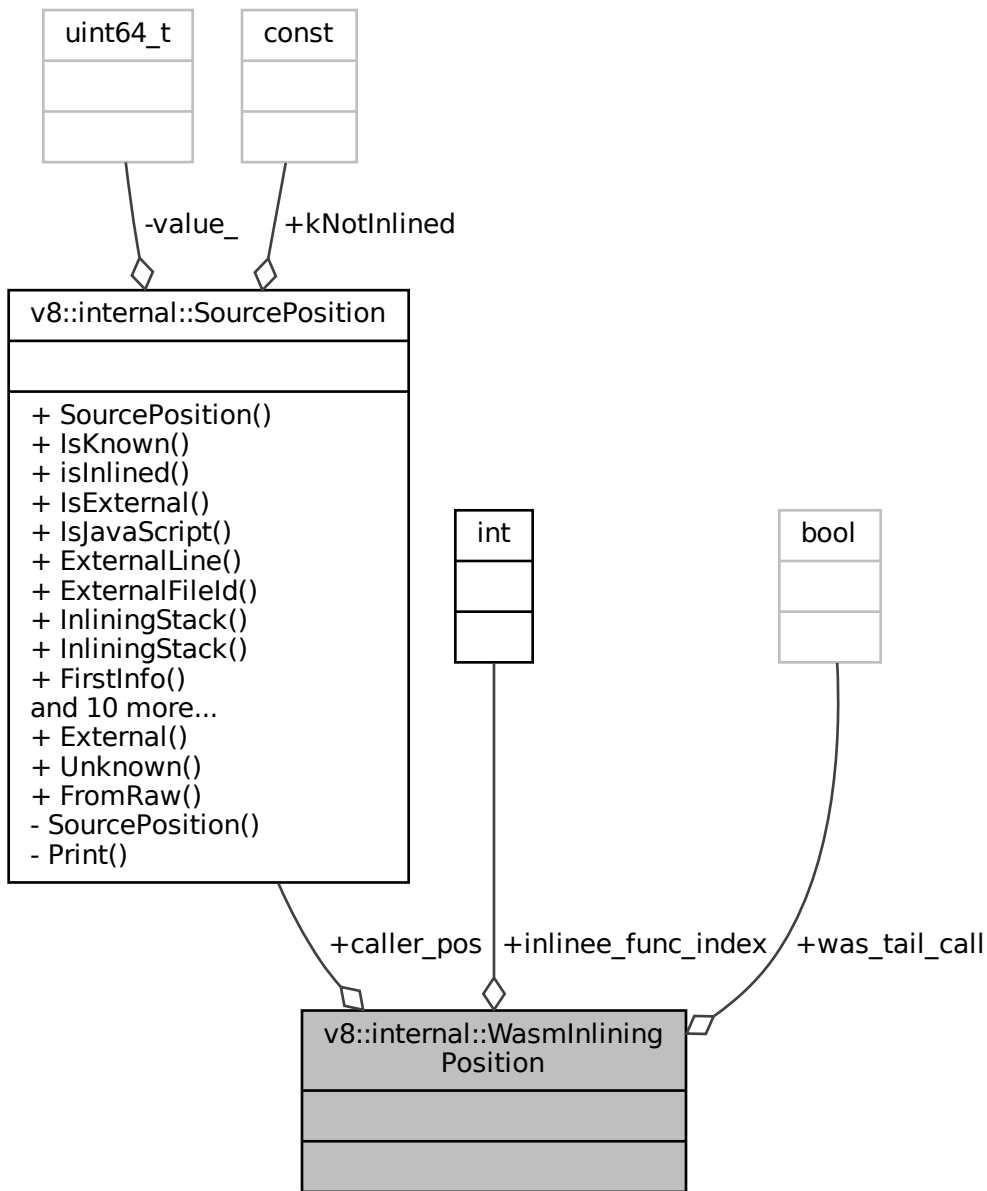 uint64_t
const
-value_
+kNotInlined
v8::internal::SourcePosition
+ SourcePosition()
+ IsKnown()
+ isInlined()
+ IsExternal()
+ IsJavaScript()
+ ExternalLine()
+ ExternalFileId()
+ InliningStack()
+ InliningStack()
+ FirstInfo()
and 10 more...
+ External()
+ Unknown()
+ FromRaw()
- SourcePosition()
- Print()
int
bool
+caller_pos
+inlinee_func_index
+was_tail_call
v8::internal::WasmInlining
Position